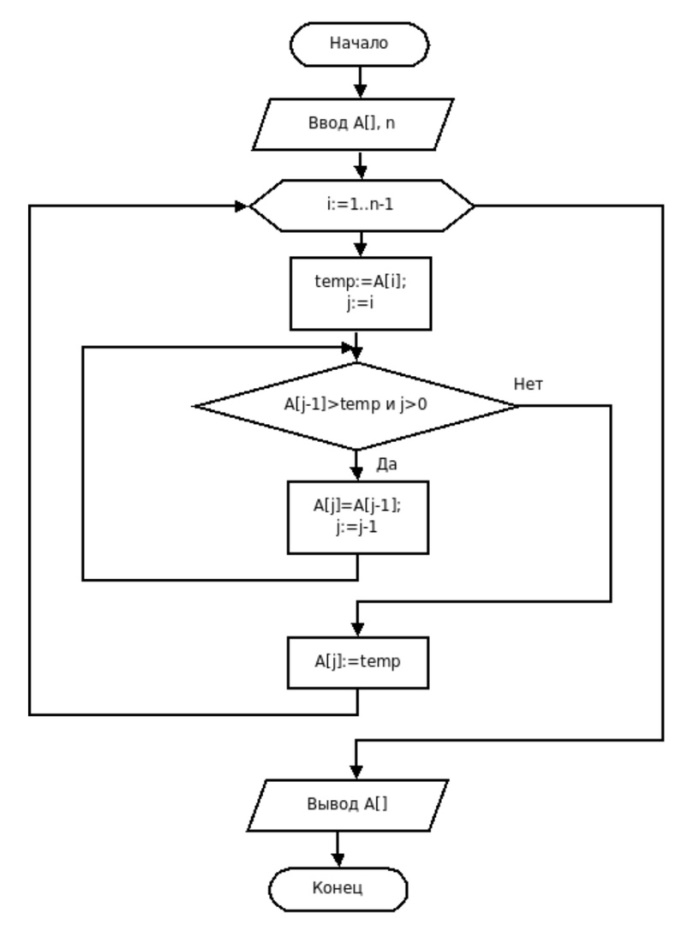 Начало
Ввод A[], n
i:=1..n-1
temp:=A[i];
j:=i
A[j-1]>temp и j>0
Нет
Да
A[j]=A[j-1];
j:=j-1
A[j]:=temp
Вывод A[]
Конец